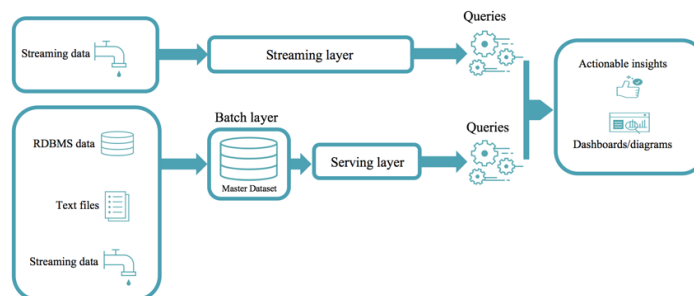 Streaming data
Streaming layer
Queries
Actionable insights
Dashboards/diagrams
RDBMS data
Text files
Streaming data
Batch layer
Master Dataset
Serving layer
Queries